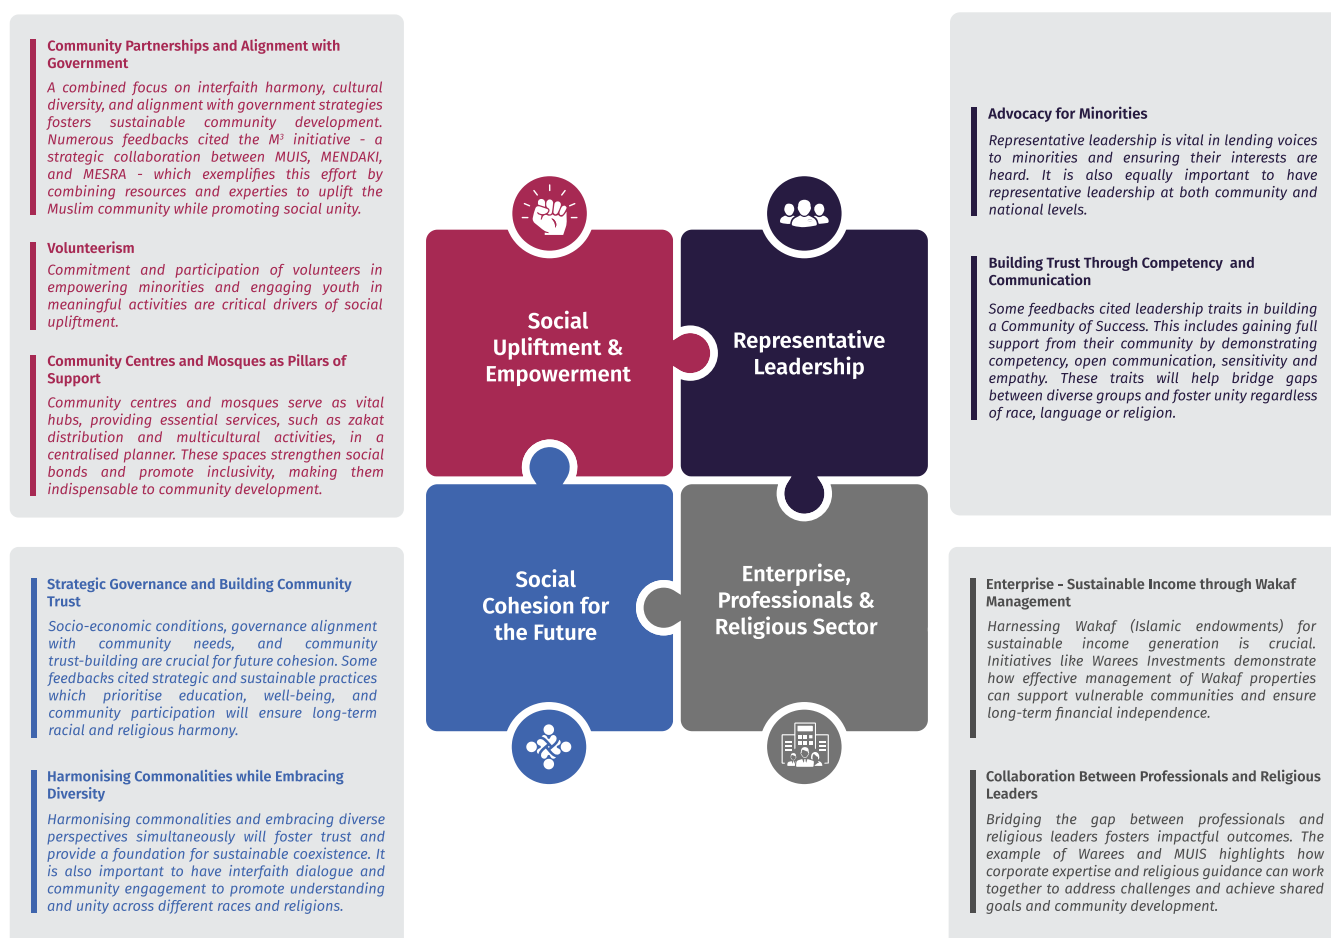 Community Partnerships and Alignment with
Government
A combined focus on interfaith harmony, cultural
diversity, and alignment with government strategies
fosters sustainable community development.
Numerous feedbacks cited the M³ initiative - a
strategic collaboration between MUIS, MENDAKI,
and MESRA - which exemplifies this effort by
combining resources and experties to uplift the
Muslim community while promoting social unity.
Volunteerism
Commitment and participation of volunteers in
empowering minorities and engaging youth in
meaningful activities are critical drivers of social
upliftment.
Community Centres and Mosques as Pillars of
Support
Community centres and mosques serve as vital
hubs, providing essential services, such as zakat
distribution and multicultural activities, in a
centralised planner. These spaces strengthen social
bonds and promote inclusivity, making them
indispensable to community development.
Social
Upliftment &
Empowerment
Representative
Leadership
Advocacy for Minorities
Representative leadership is vital in lending voices
to minorities and ensuring their interests are
heard. It is also equally important to have
representative leadership at both community and
national levels.
Building Trust Through Competency and
Communication
Some feedbacks cited leadership traits in building
a Community of Success. This includes gaining full
support from their community by demonstrating
competency, open communication, sensitivity and
empathy. These traits will help bridge gaps
between diverse groups and foster unity regardless
of race, language or religion.
Strategic Governance and Building Community
Trust
Socio-economic conditions, governance alignment
with community needs, and community
trust-building are crucial for future cohesion. Some
feedbacks cited strategic and sustainable practices
which prioritise education, well-being, and
community participation will ensure long-term
racial and religious harmony.
Harmonising Commonalities while Embracing
Diversity
Harmonising commonalities and embracing diverse
perspectives simultaneously will foster trust and
provide a foundation for sustainable coexistence. It
is also important to have interfaith dialogue and
community engagement to promote understanding
and unity across different races and religions.
Social
Cohesion for
the Future
Enterprise,
Professionals &
Religious Sector
Enterprise - Sustainable Income through Wakaf
Management
Harnessing Wakaf (Islamic endowments) for
sustainable income generation is crucial.
Initiatives like Warees Investments demonstrate
how effective management of Wakaf properties
can support vulnerable communities and ensure
long-term financial independence.
Collaboration Between Professionals and Religious
Leaders
Bridging the gap between professionals and
religious leaders fosters impactful outcomes. The
example of Warees and MUIS highlights how
corporate expertise and religious guidance can work
together to address challenges and achieve shared
goals and community development.